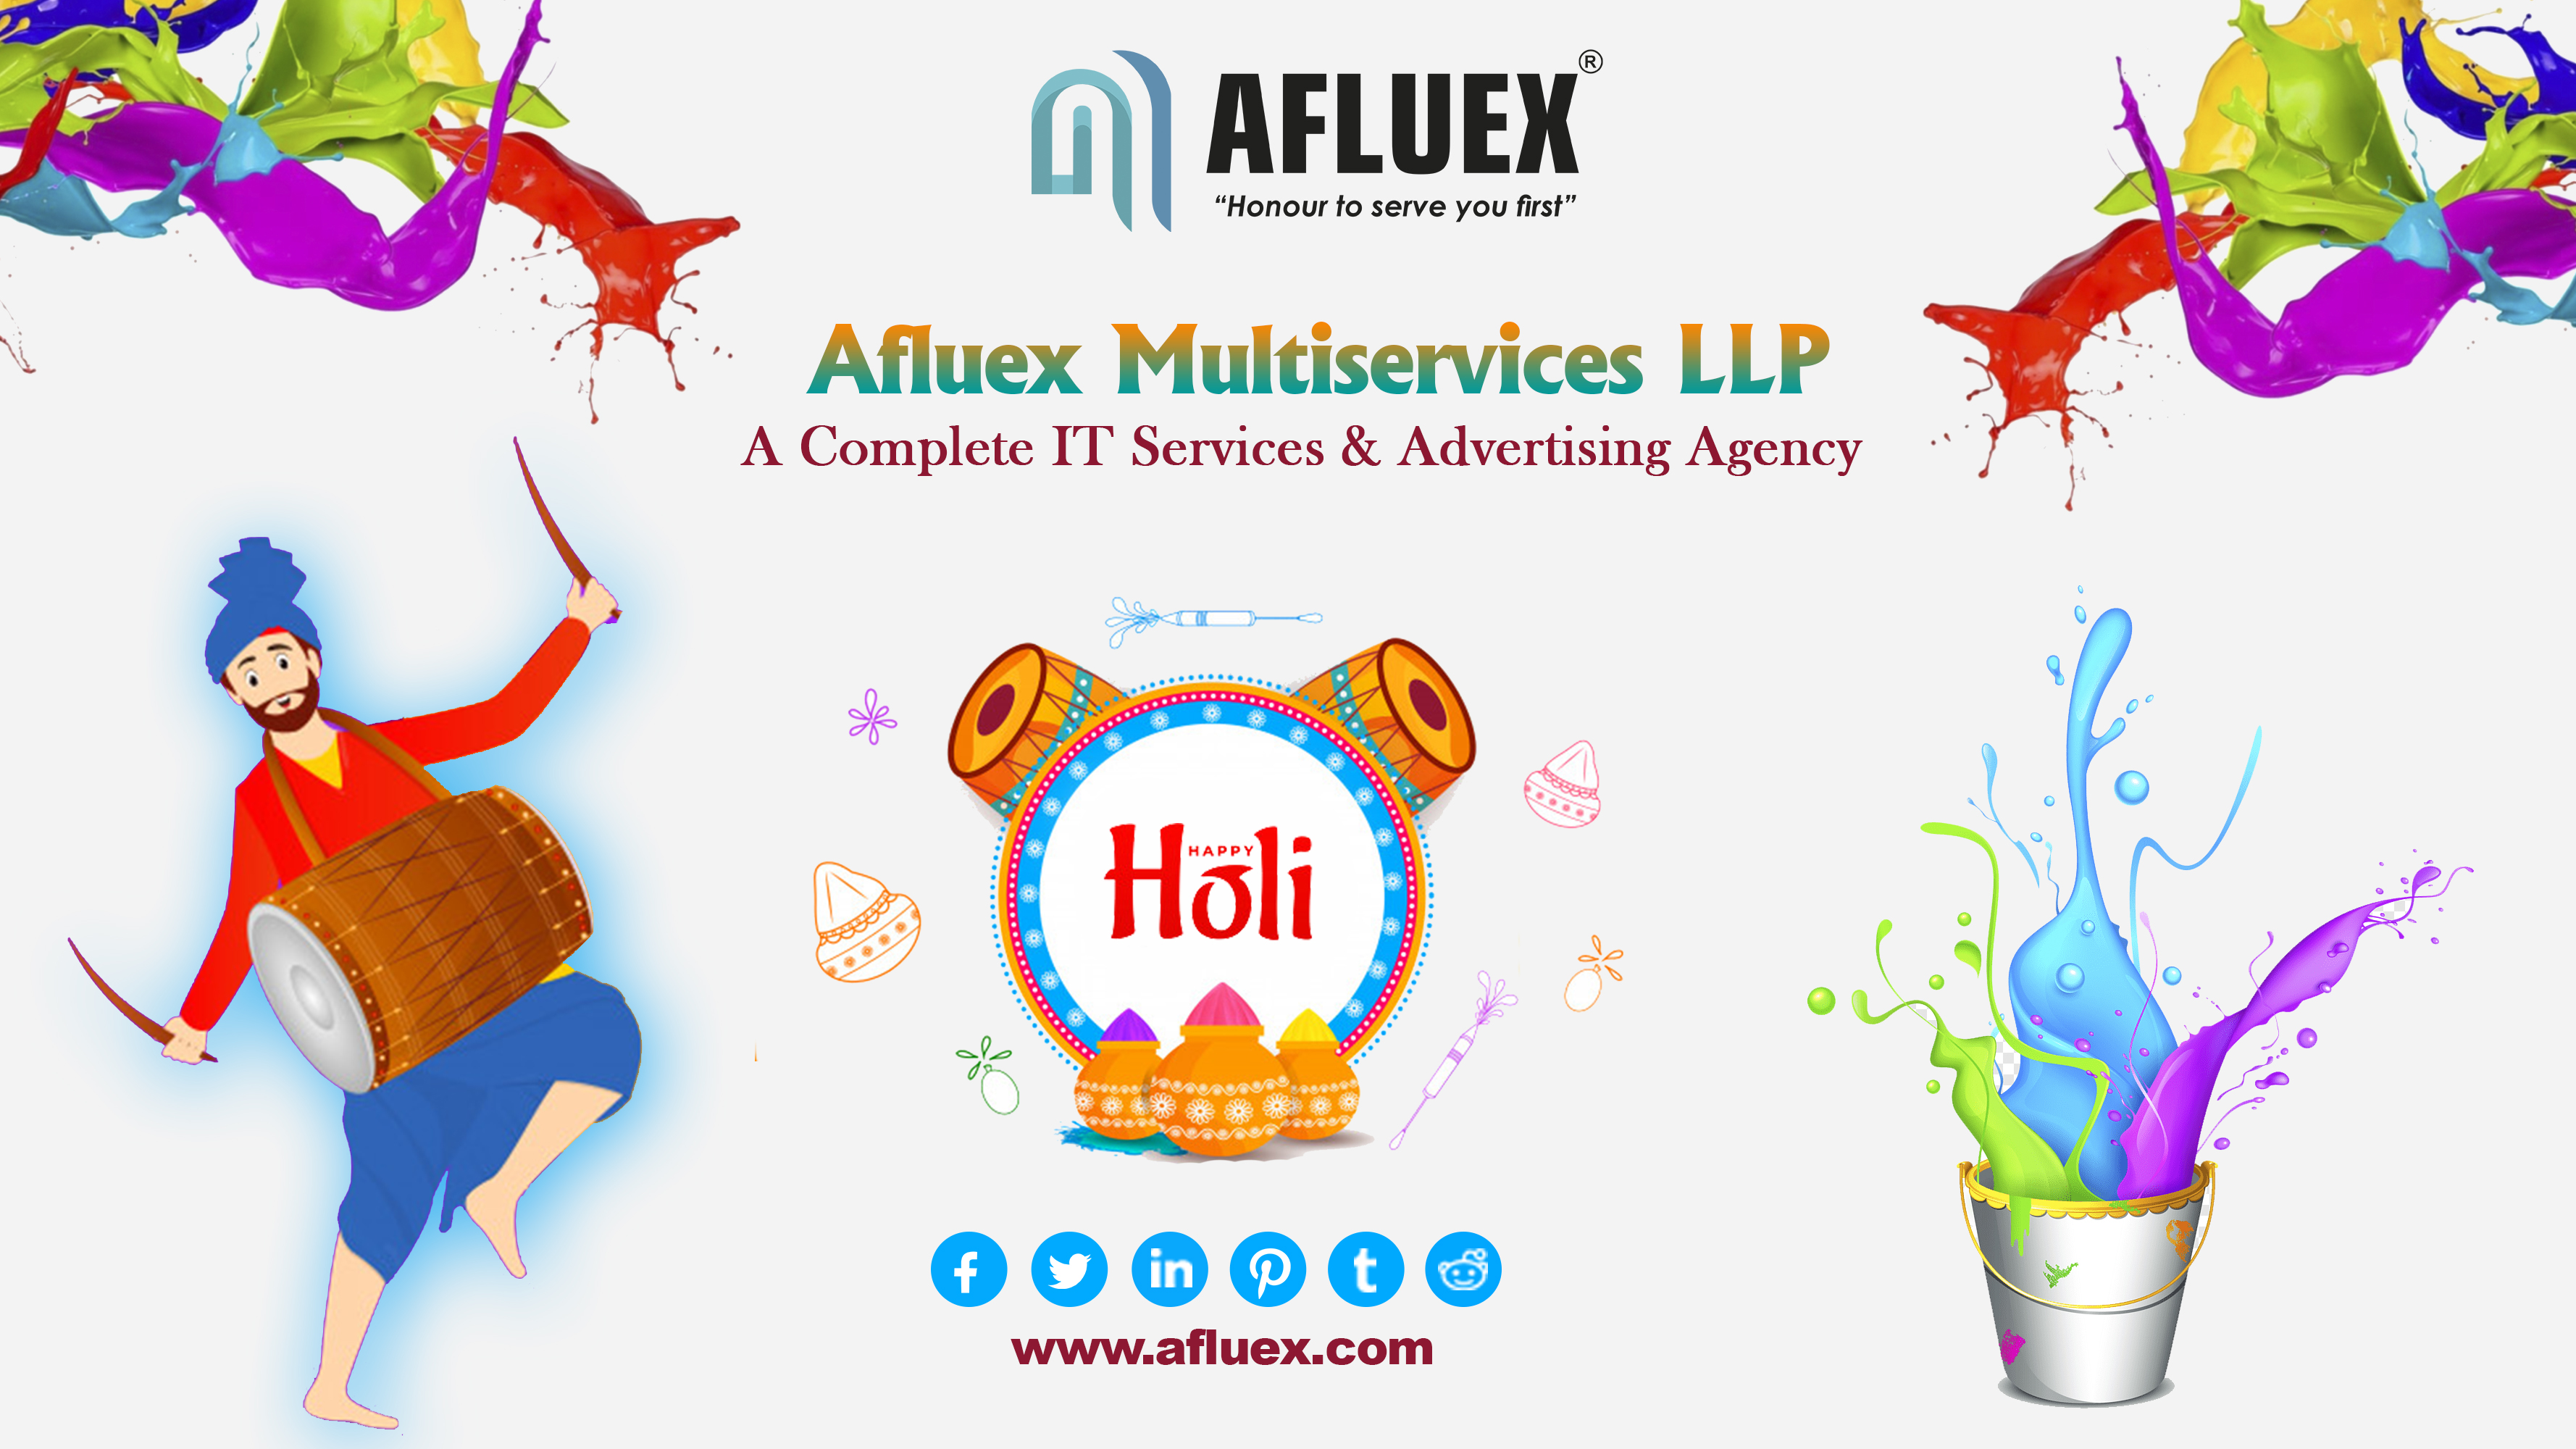 AFLUEX®
“Honour to serve you first”
Afluex Multiservices LLP
A Complete IT Services & Advertising Agency
HAPPY
Holi
www.afluex.com